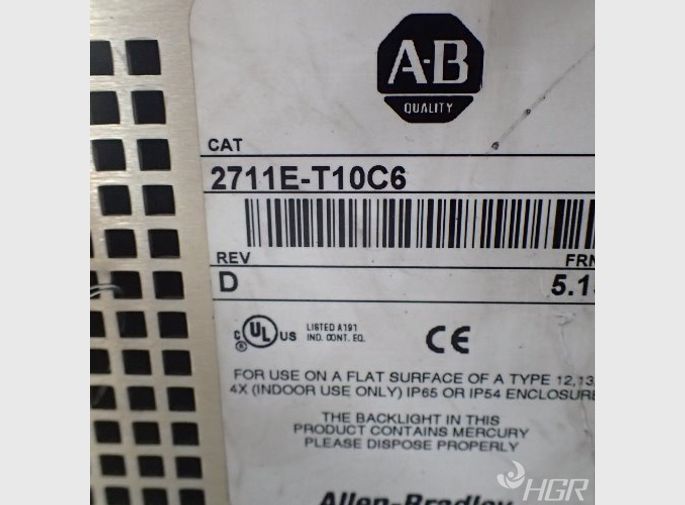 A-B
QUALITY
CAT
2711E-T10C6
REV
FRN
D
5.1
C UL US LISTED A191
IND. CONT. EQ.
CE
FOR USE ON A FLAT SURFACE OF A TYPE 12,13,
4X (INDOOR USE ONLY) IP65 OR IP54 ENCLOSURE
THE BACKLIGHT IN THIS
PRODUCT CONTAINS MERCURY
PLEASE DISPOSE PROPERLY
Allen-Bradley
HGR